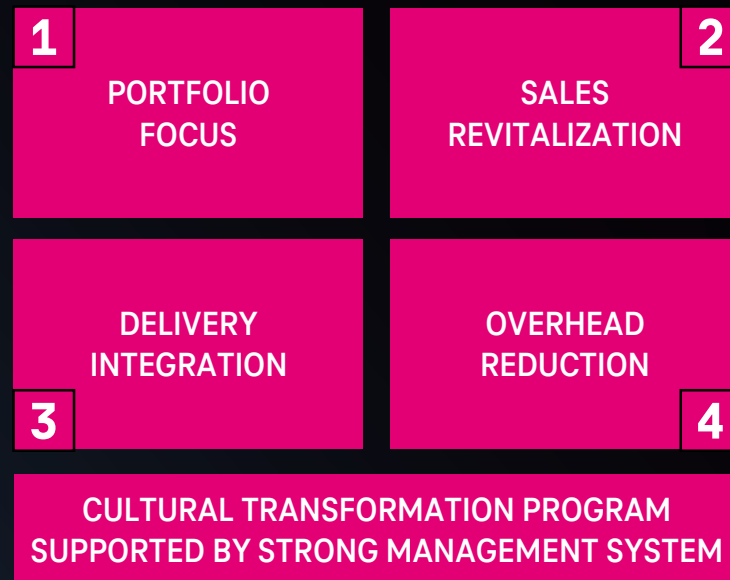 1
PORTFOLIO
FOCUS
2
SALES
REVITALIZATION
3
DELIVERY
INTEGRATION
4
OVERHEAD
REDUCTION
CULTURAL TRANSFORMATION PROGRAM
SUPPORTED BY STRONG MANAGEMENT SYSTEM